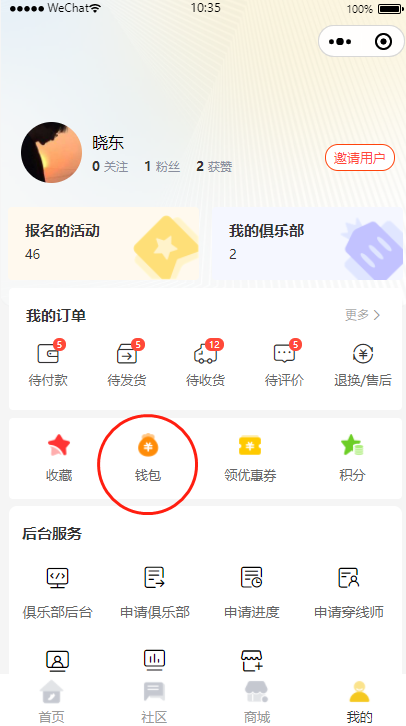 WeChat 10:35 100%
晓东
0 关注 1 粉丝 2 获赞
邀请用户
报名的活动 我的俱乐部
46 2
我的订单 更多
5 5 12 5
待付款 待发货 待收货 待评价 退换/售后
收藏 钱包 领优惠券 积分
后台服务
俱乐部后台 申请俱乐部 申请进度 申请穿线师
首页 社区 商城 我的